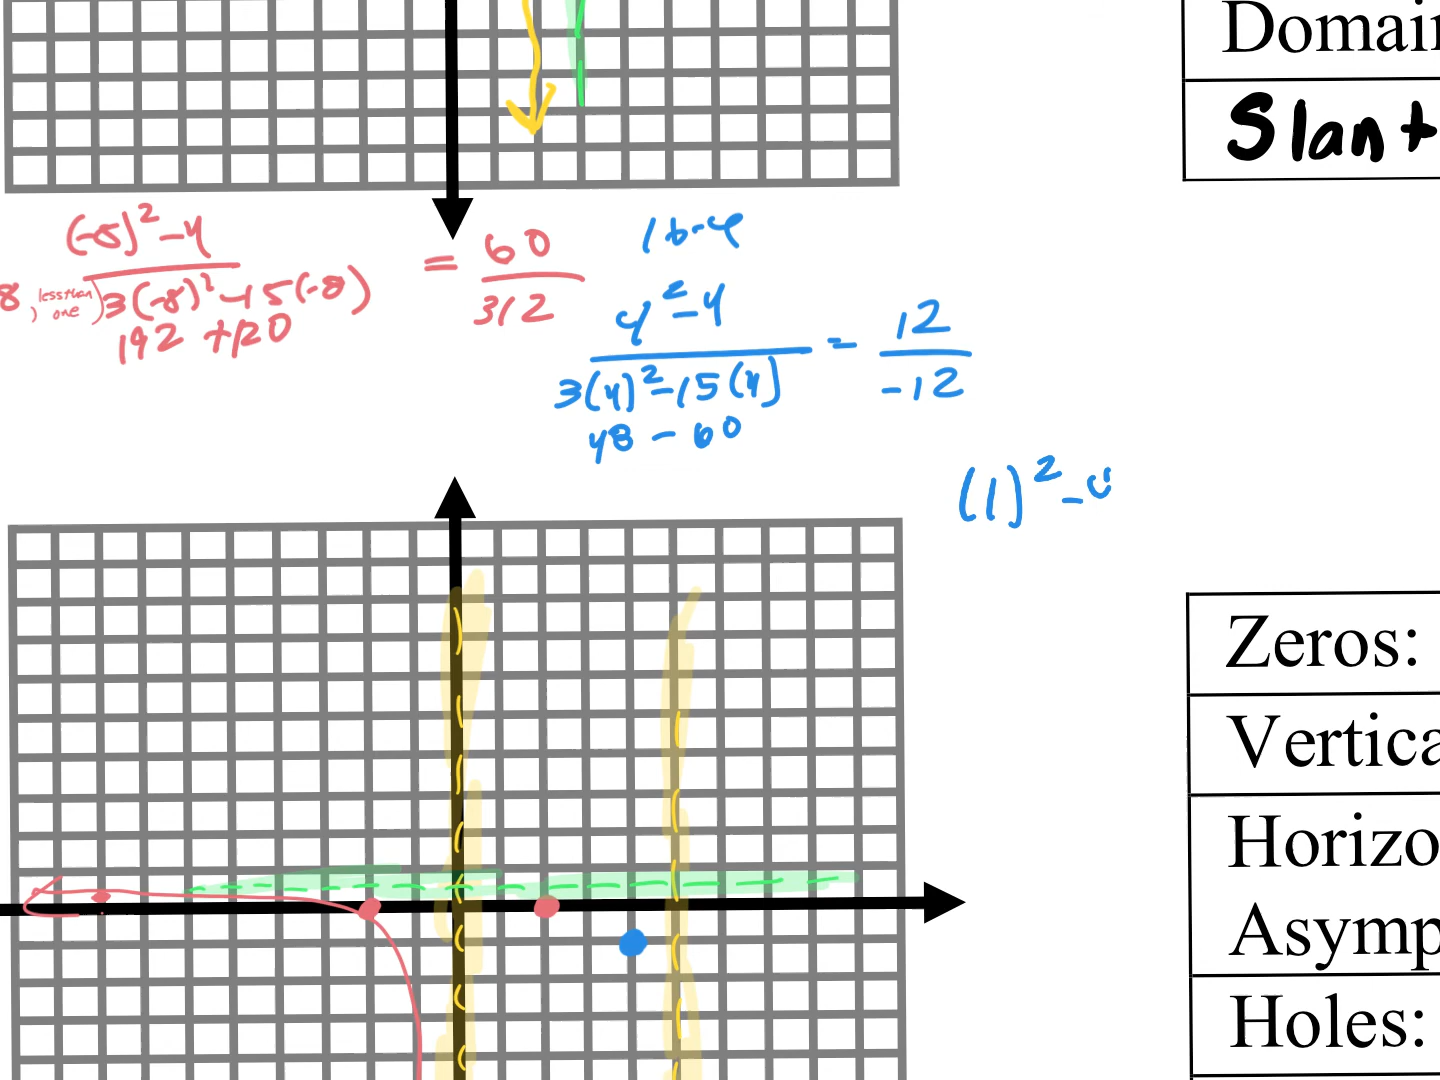 Domain
Slant
(-8)² - 4
= 60
312
8, less than one
3(-8)² - 15(-8)
192 + 120
16-4
4² - 4
3(4)² - 15(4)
= 12
-12
48 - 60
(1)² -
Zeros:
Vertica
Horizo
Asymp
Holes: